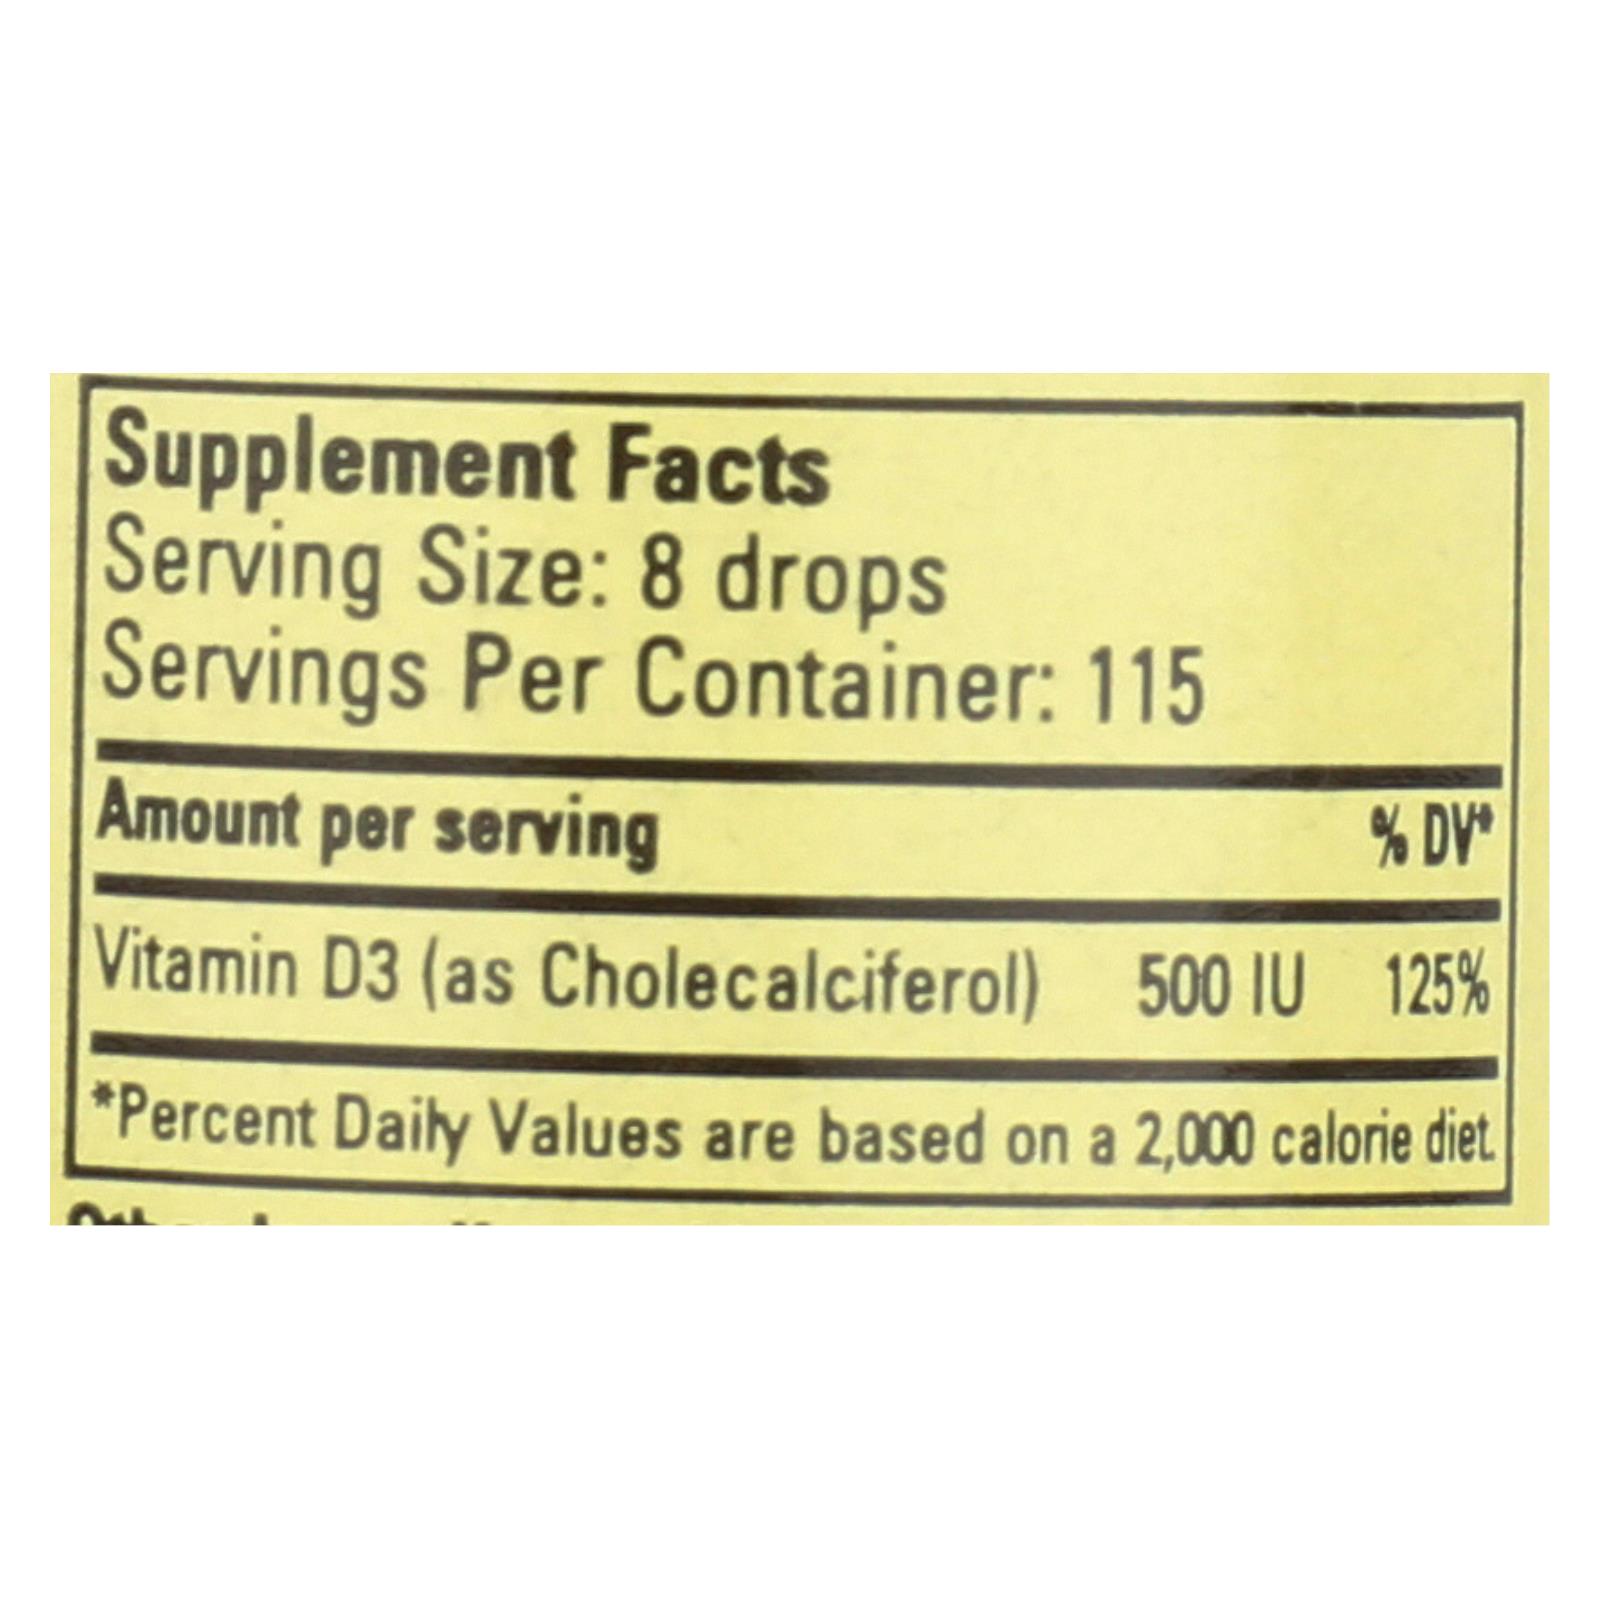 Supplement Facts
Serving Size: 8 drops
Servings Per Container: 115
Amount per serving % DV*
Vitamin D3 (as Cholecalciferol) 500 IU 125%
*Percent Daily Values are based on a 2,000 calorie diet.